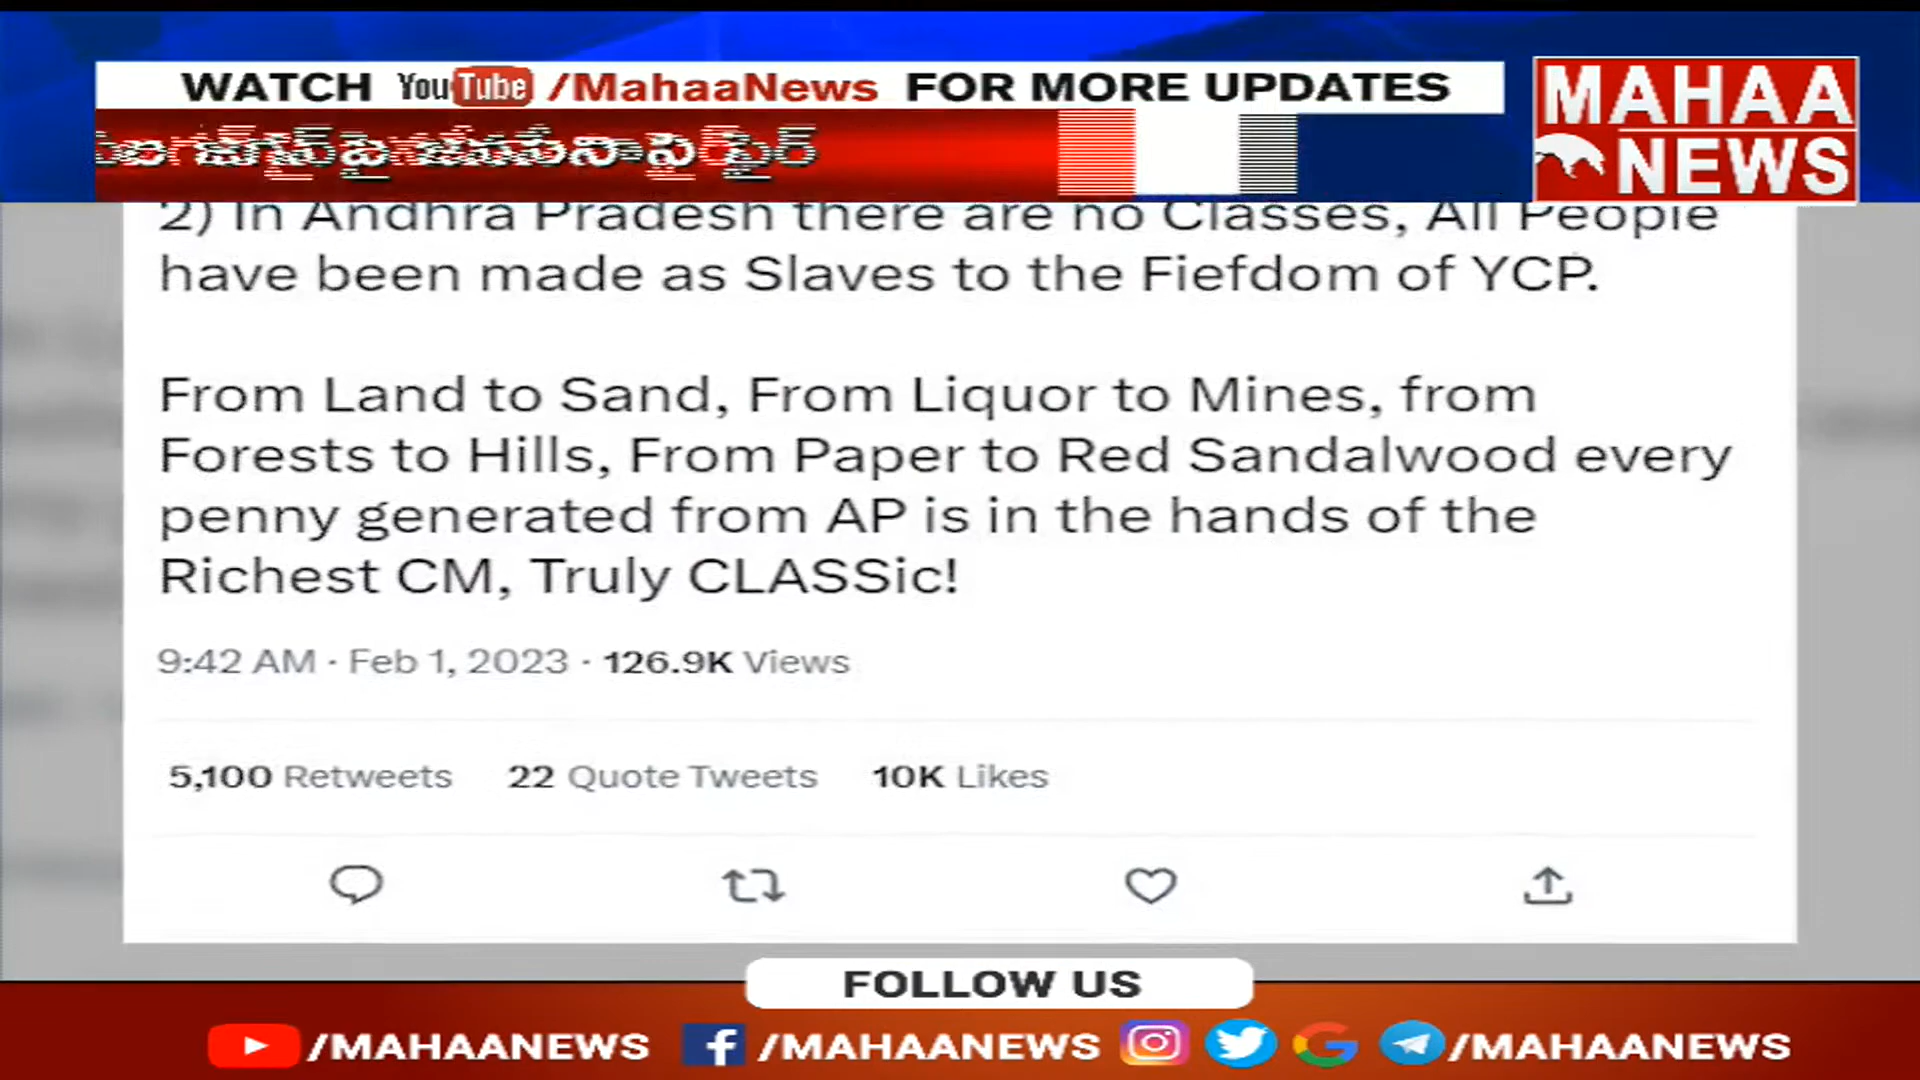 WATCH YouTube /MahaaNews FOR MORE UPDATES
MAHAA
NEWS
2) In Andhra Pradesh there are no Classes, All People
have been made as Slaves to the Fiefdom of YCP.
From Land to Sand, From Liquor to Mines, from
Forests to Hills, From Paper to Red Sandalwood every
penny generated from AP is in the hands of the
Richest CM, Truly CLASSic!
9:42 AM · Feb 1, 2023 · 126.9K Views
5,100 Retweets 22 Quote Tweets 10K Likes
FOLLOW US
/MAHAANEWS f /MAHAANEWS G /MAHAANEWS